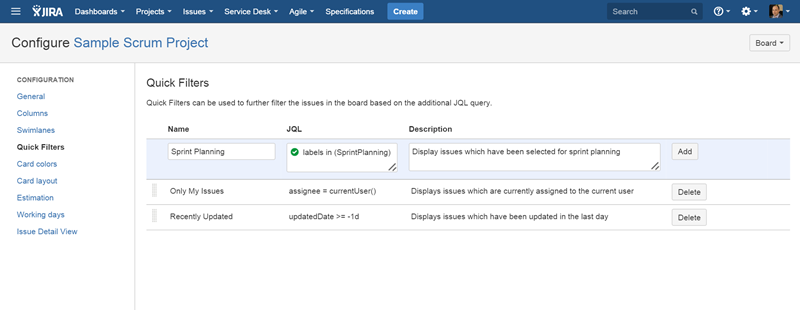 JIRA Dashboards Projects Issues Service Desk Agile Specifications Create Search
Configure Sample Scrum Project Board
CONFIGURATION
General
Columns
Swimlanes
Quick Filters
Card colors
Card layout
Estimation
Working days
Issue Detail View
Quick Filters
Quick Filters can be used to further filter the issues in the board based on the additional JQL query.
Name JQL Description
Sprint Planning labels in (SprintPlanning) Display issues which have been selected for sprint planning Add
Only My Issues assignee = currentUser() Displays issues which are currently assigned to the current user Delete
Recently Updated updatedDate >= -1d Displays issues which have been updated in the last day Delete